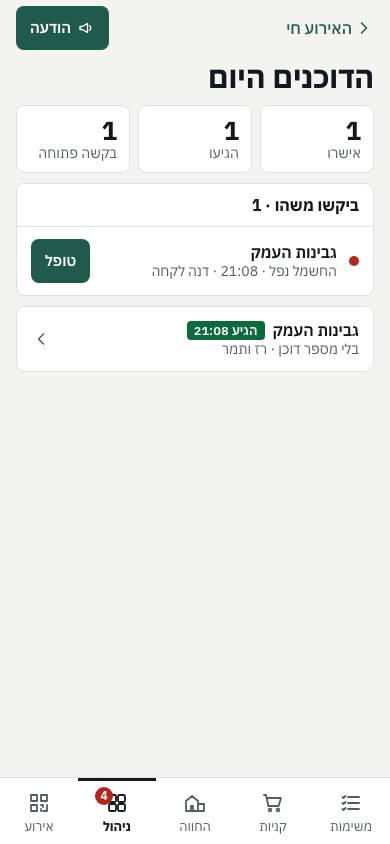 האירוע חי
הודעה
הדוכנים היום
1
אישרו
1
הגיעו
1
בקשה פתוחה
ביקשו משהו · 1
גבינות העמק
החשמל נפל · 21:08 · דנה לקחה
טופל
גבינות העמק
הגיע 21:08
בלי מספר דוכן · רז ותמר
משימות
קניות
החווה
4
ניהול
אירוע